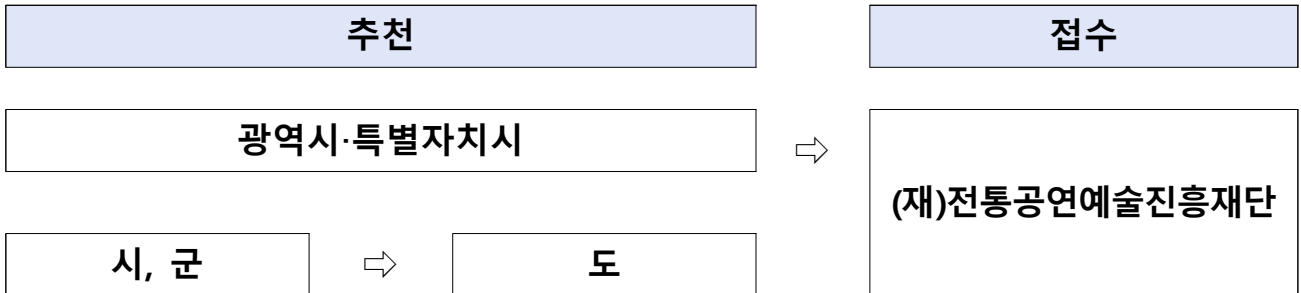 추천
접수
광역시·특별자치시
⇨
(재)전통공연예술진흥재단
시, 군 ⇨ 도